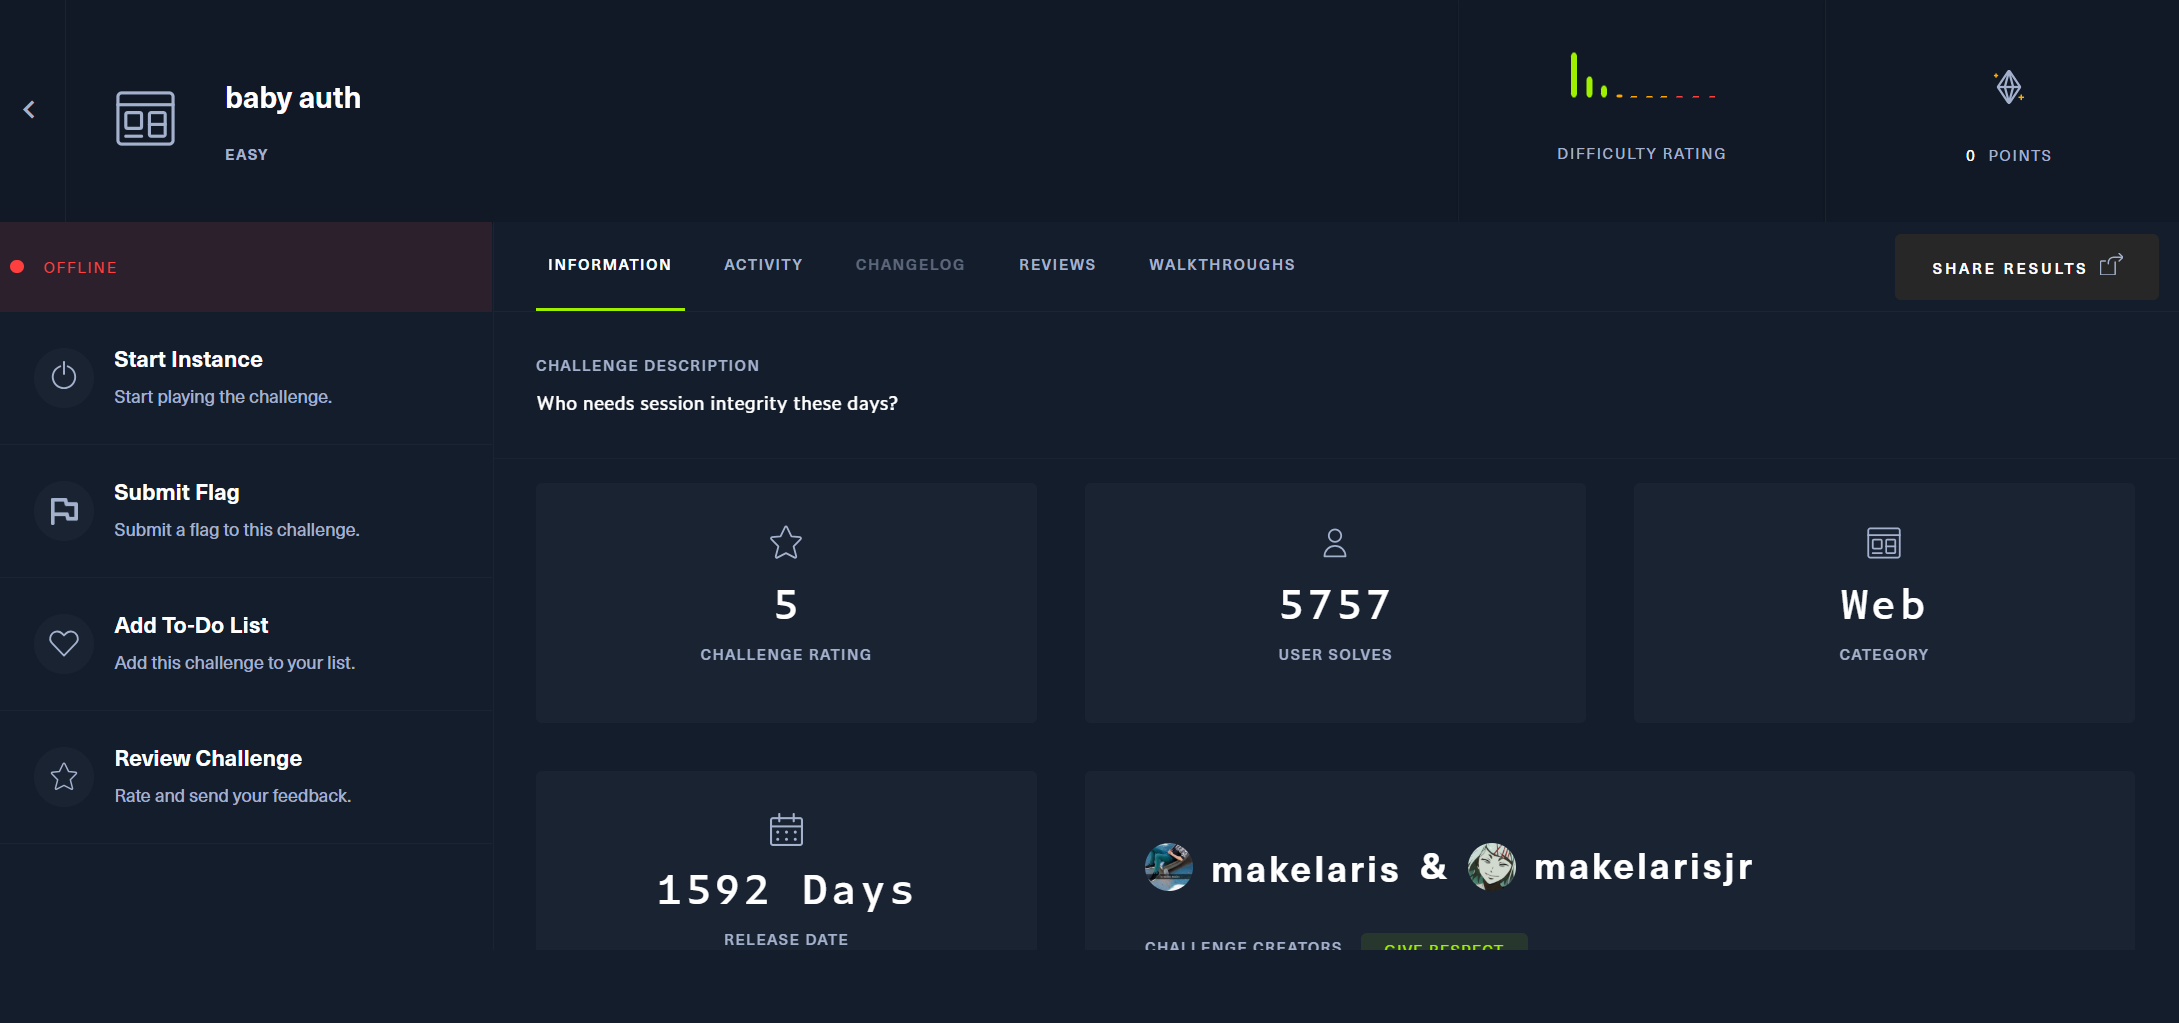 baby auth
EASY
DIFFICULTY RATING
0 POINTS
OFFLINE
INFORMATION ACTIVITY CHANGELOG REVIEWS WALKTHROUGHS
SHARE RESULTS
Start Instance
Start playing the challenge.
Submit Flag
Submit a flag to this challenge.
Add To-Do List
Add this challenge to your list.
Review Challenge
Rate and send your feedback.
CHALLENGE DESCRIPTION
Who needs session integrity these days?
5
CHALLENGE RATING
5757
USER SOLVES
Web
CATEGORY
1592 Days
RELEASE DATE
makelaris & makelarisjr
CHALLENGE CREATORS GIVE RESPECT